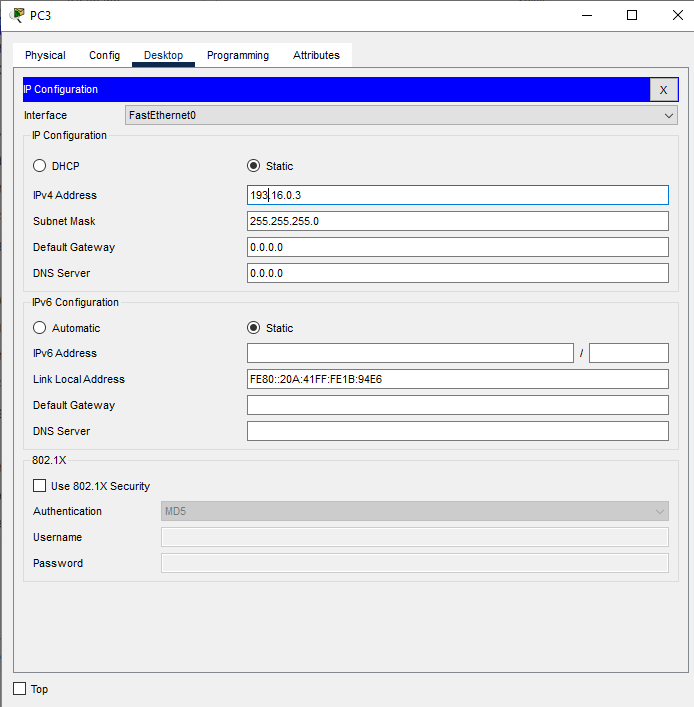 PC3
Physical Config Desktop Programming Attributes
IP Configuration X
Interface FastEthernet0
IP Configuration
DHCP Static
IPv4 Address 193.16.0.3
Subnet Mask 255.255.255.0
Default Gateway 0.0.0.0
DNS Server 0.0.0.0
IPv6 Configuration
Automatic Static
IPv6 Address /
Link Local Address FE80::20A:41FF:FE1B:94E6
Default Gateway
DNS Server
802.1X
Use 802.1X Security
Authentication MD5
Username
Password
Top